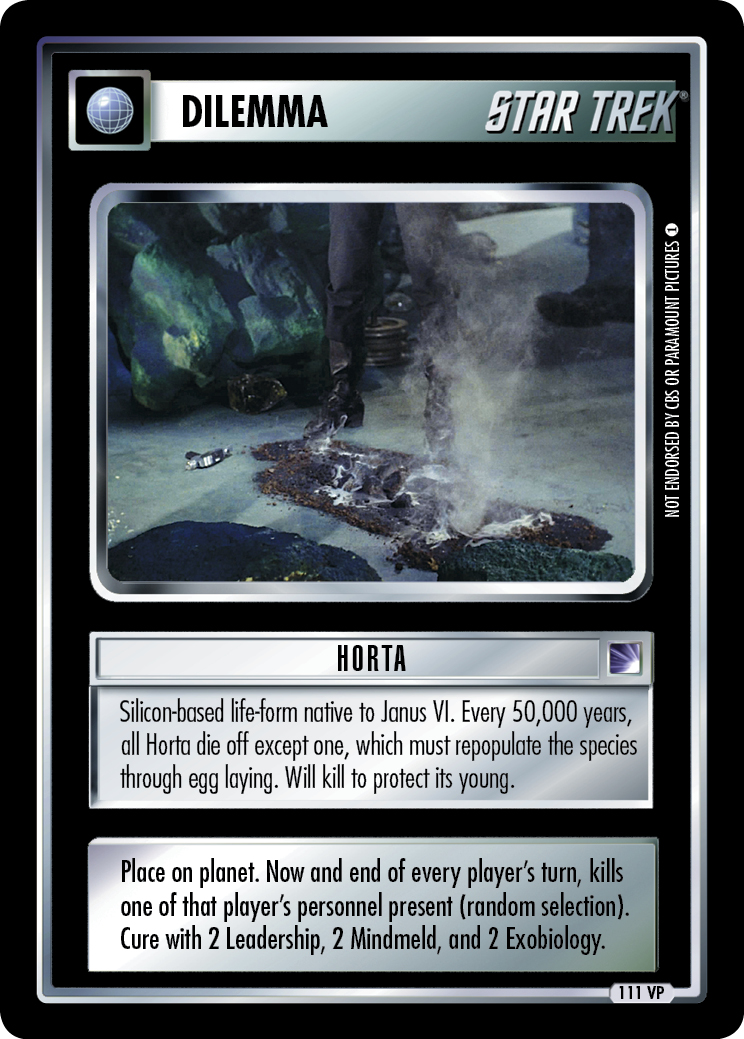 DILEMMA
STAR TREK®
NOT ENDORSED BY CBS OR PARAMOUNT PICTURES 1
HORTA
Silicon-based life-form native to Janus VI. Every 50,000 years,
all Horta die off except one, which must repopulate the species
through egg laying. Will kill to protect its young.
Place on planet. Now and end of every player's turn, kills
one of that player's personnel present (random selection).
Cure with 2 Leadership, 2 Mindmeld, and 2 Exobiology.
111 VP